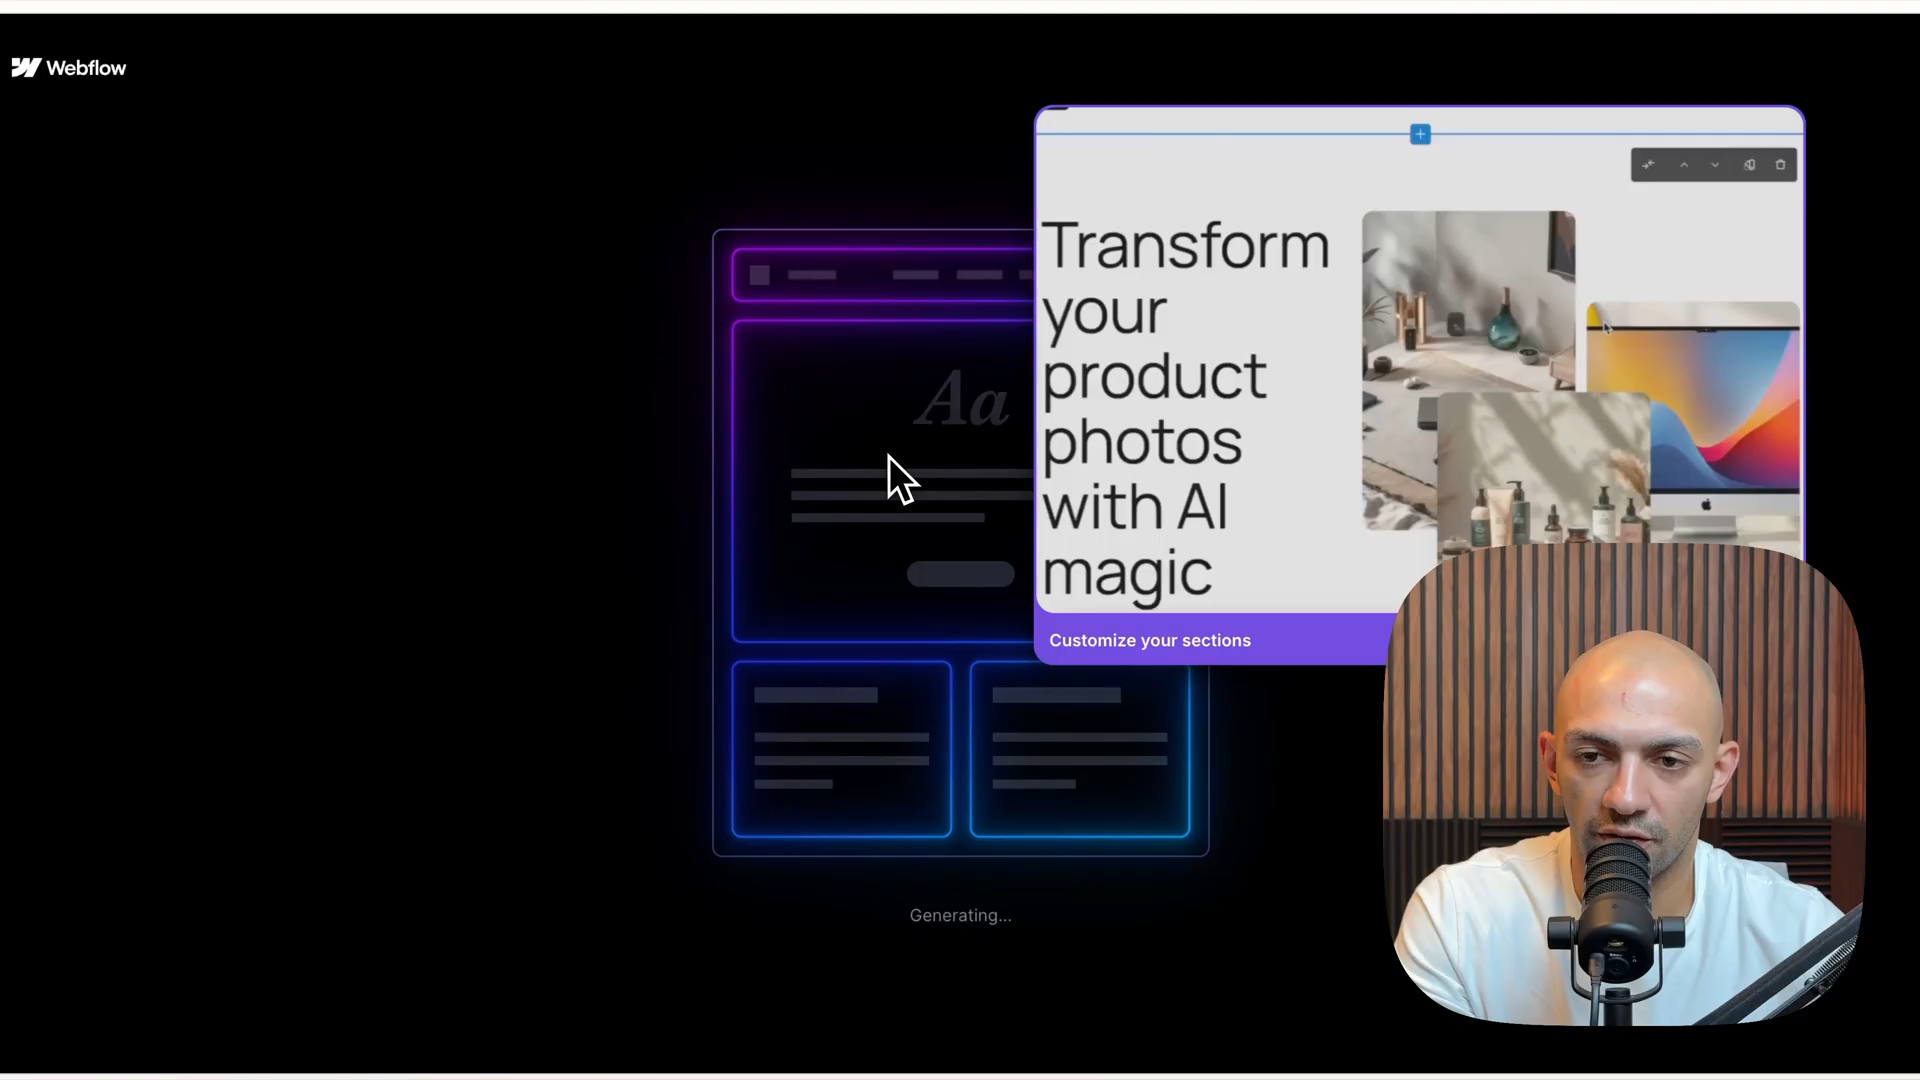 Webflow
Transform
your
product
photos
with AI
magic
Customize your sections
Aa
Generating...